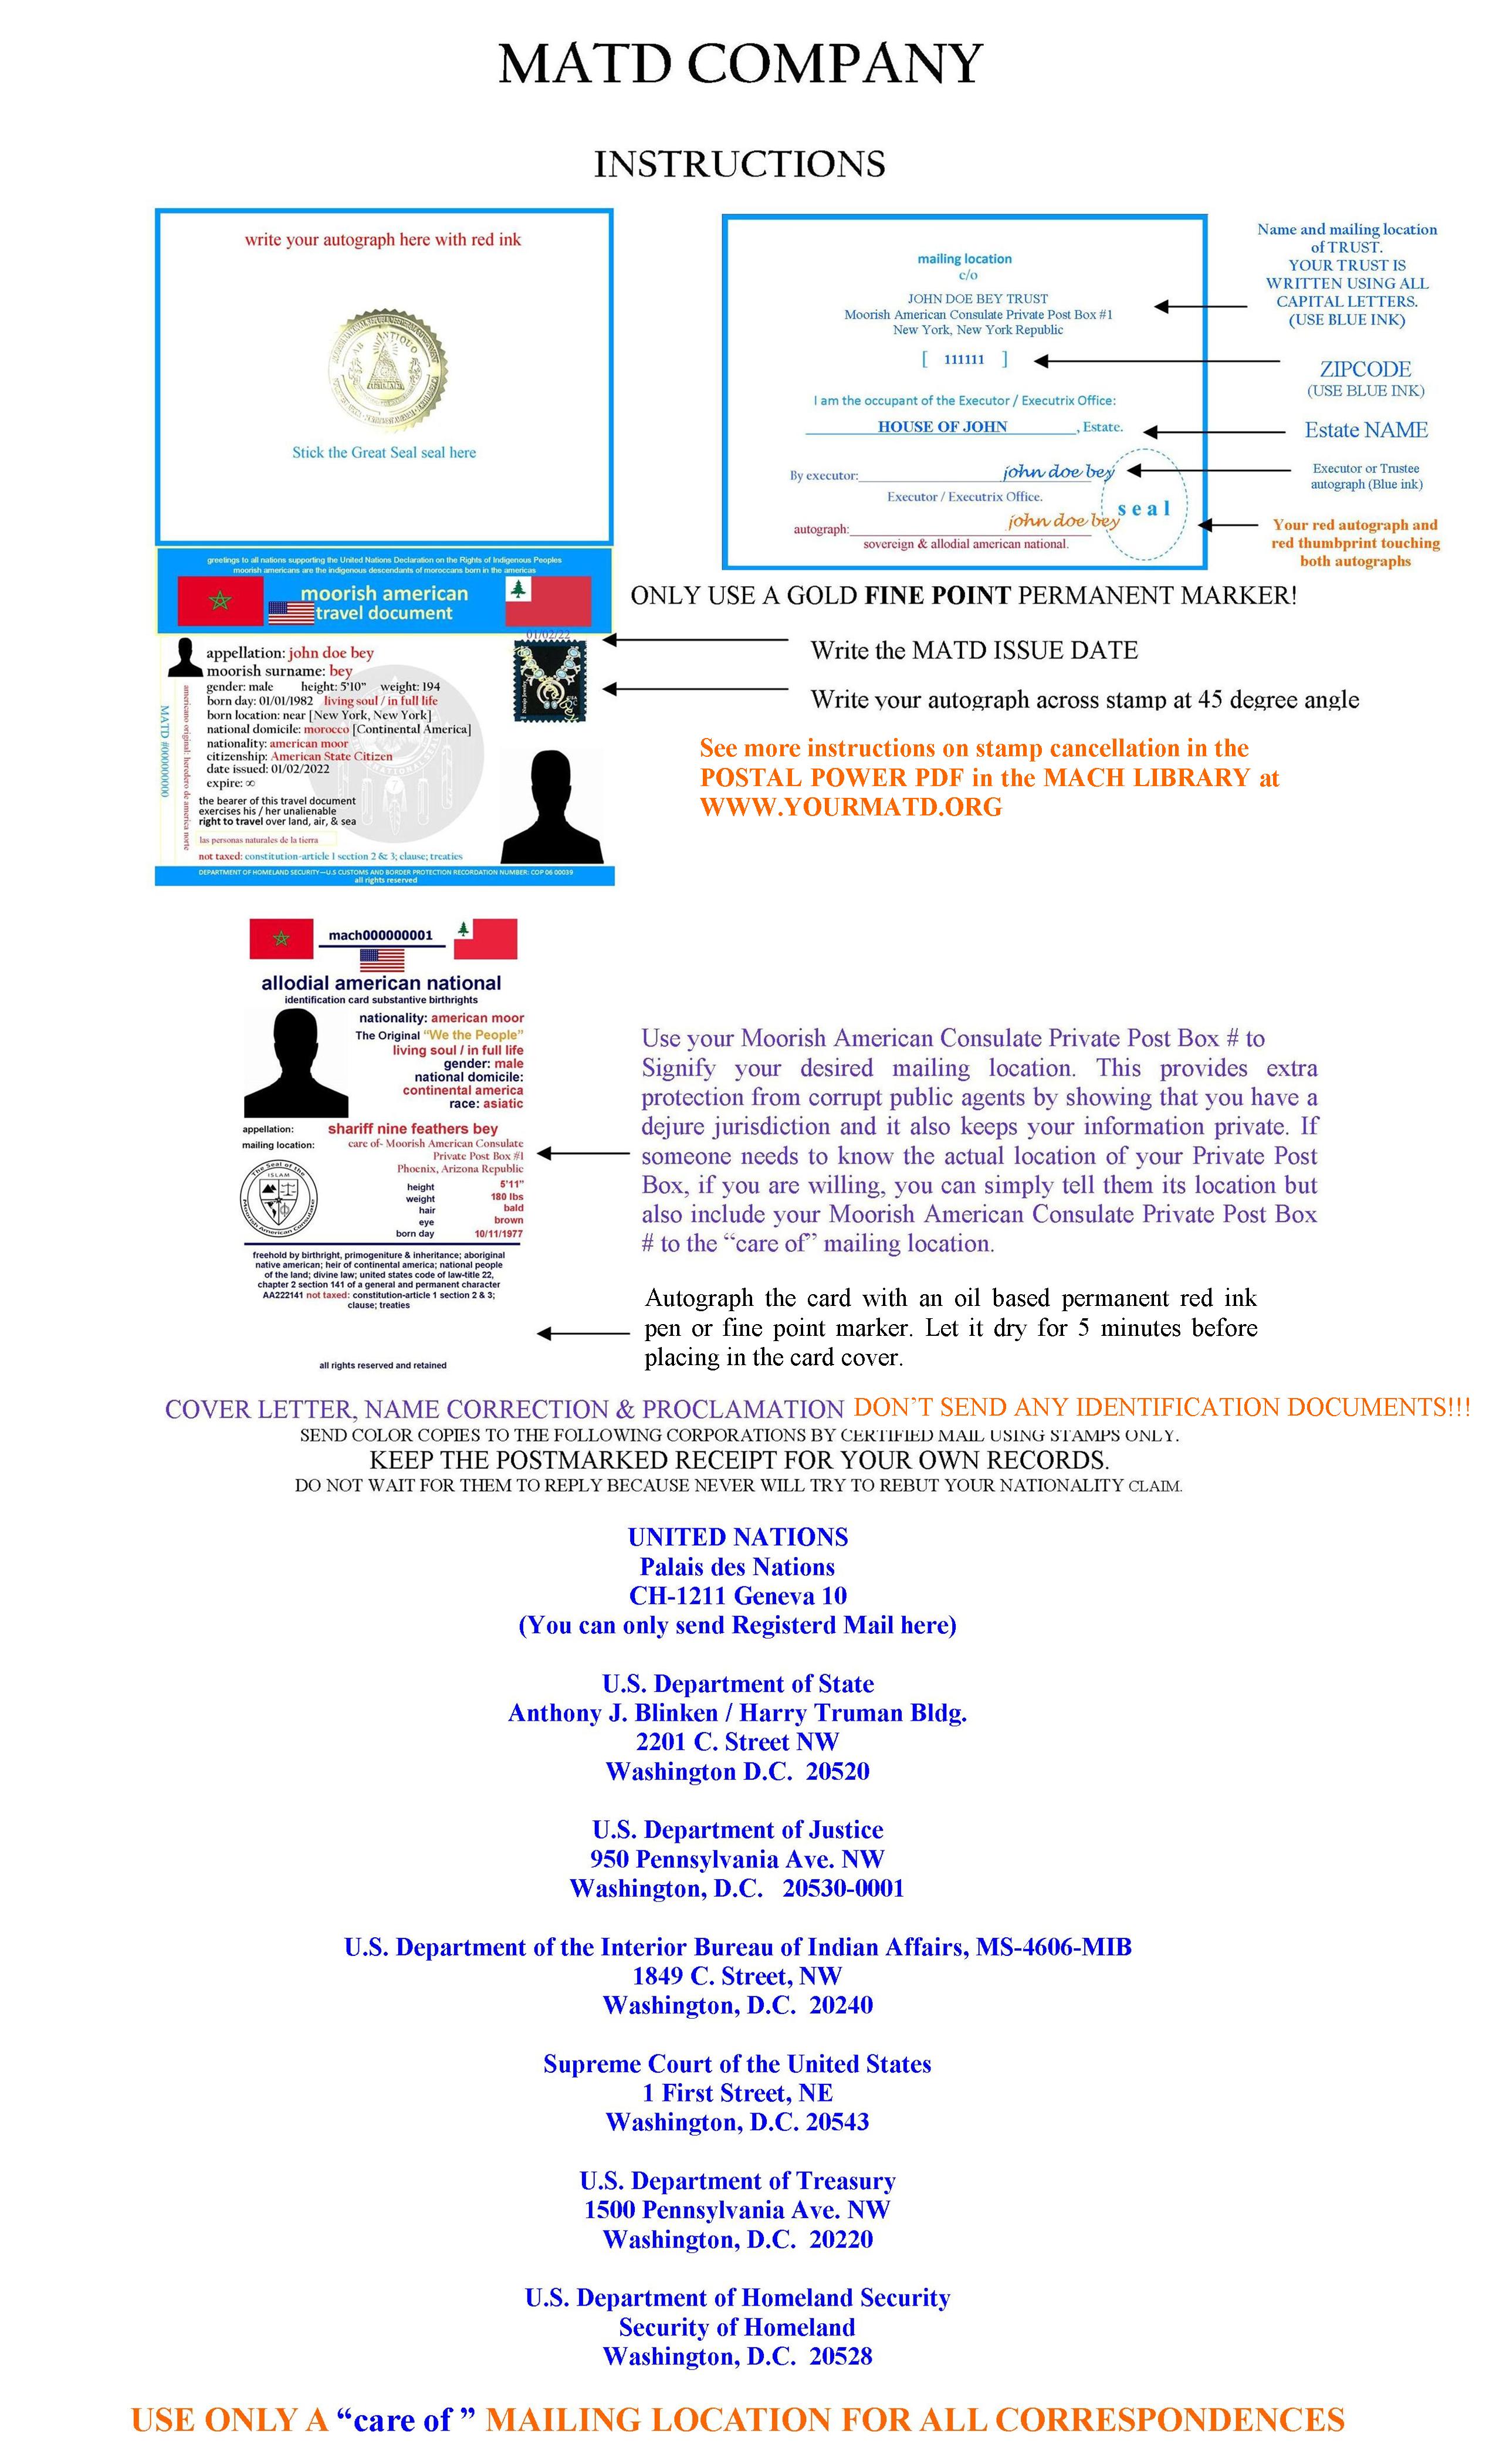 MATD COMPANY
INSTRUCTIONS
write your autograph here with red ink
AB ANTIQUO
Stick the Great Seal seal here
mailing location
c/o
JOHN DOE BEY TRUST
Moorish American Consulate Private Post Box #1
New York, New York Republic
[ 111111 ]
I am the occupant of the Executor / Executrix Office:
HOUSE OF JOHN , Estate.
By executor: john doe bey
Executor / Executrix Office.
seal
autograph: john doe bey
sovereign & allodial american national.
Name and mailing location
of TRUST.
YOUR TRUST IS
WRITTEN USING ALL
CAPITAL LETTERS.
(USE BLUE INK)
ZIPCODE
(USE BLUE INK)
Estate NAME
Executor or Trustee
autograph (Blue ink)
Your red autograph and
red thumbprint touching
both autographs
greetings to all nations supporting the United Nations Declaration on the Rights of Indigenous Peoples
moorish americans are the indigenous descendants of moroccans born in the americas
moorish american
travel document
01/02/22
appellation: john doe bey
moorish surname: bey
gender: male height: 5'10" weight: 194
born day: 01/01/1982 living soul / in full life
born location: near [New York, New York]
national domicile: morocco [Continental America]
nationality: american moor
citizenship: American State Citizen
date issued: 01/02/2022
expire: ∞
the bearer of this travel document
exercises his / her unalienable
right to travel over land, air, & sea
las personas naturales de la tierra
not taxed: constitution-article 1 section 2 & 3; clause; treaties
MATD #0000000000
americano original: heredero de america norte
DEPARTMENT OF HOMELAND SECURITY—U.S CUSTOMS AND BORDER PROTECTION RECORDATION NUMBER: COP 06 00039
all rights reserved
ONLY USE A GOLD FINE POINT PERMANENT MARKER!
Write the MATD ISSUE DATE
Write your autograph across stamp at 45 degree angle
See more instructions on stamp cancellation in the
POSTAL POWER PDF in the MACH LIBRARY at
WWW.YOURMATD.ORG
mach000000001
allodial american national
identification card substantive birthrights
nationality: american moor
The Original “We the People”
living soul / in full life
gender: male
national domicile:
continental america
race: asiatic
appellation: shariff nine feathers bey
mailing location: care of- Moorish American Consulate
Private Post Box #1
Phoenix, Arizona Republic
The Seal of the
ISLAM
Moorish American Consulate
height 5'11"
weight 180 lbs
hair bald
eye brown
born day 10/11/1977
freehold by birthright, primogeniture & inheritance; aboriginal
native american; heir of continental america; national people
of the land; divine law; united states code of law-title 22,
chapter 2 section 141 of a general and permanent character
AA222141 not taxed: constitution-article 1 section 2 & 3;
clause; treaties
all rights reserved and retained
Use your Moorish American Consulate Private Post Box # to
Signify your desired mailing location. This provides extra
protection from corrupt public agents by showing that you have a
dejure jurisdiction and it also keeps your information private. If
someone needs to know the actual location of your Private Post
Box, if you are willing, you can simply tell them its location but
also include your Moorish American Consulate Private Post Box
# to the “care of” mailing location.
Autograph the card with an oil based permanent red ink
pen or fine point marker. Let it dry for 5 minutes before
placing in the card cover.
COVER LETTER, NAME CORRECTION & PROCLAMATION DON’T SEND ANY IDENTIFICATION DOCUMENTS!!!
SEND COLOR COPIES TO THE FOLLOWING CORPORATIONS BY CERTIFIED MAIL USING STAMPS ONLY.
KEEP THE POSTMARKED RECEIPT FOR YOUR OWN RECORDS.
DO NOT WAIT FOR THEM TO REPLY BECAUSE NEVER WILL TRY TO REBUT YOUR NATIONALITY CLAIM.
UNITED NATIONS
Palais des Nations
CH-1211 Geneva 10
(You can only send Registerd Mail here)
U.S. Department of State
Anthony J. Blinken / Harry Truman Bldg.
2201 C. Street NW
Washington D.C. 20520
U.S. Department of Justice
950 Pennsylvania Ave. NW
Washington, D.C. 20530-0001
U.S. Department of the Interior Bureau of Indian Affairs, MS-4606-MIB
1849 C. Street, NW
Washington, D.C. 20240
Supreme Court of the United States
1 First Street, NE
Washington, D.C. 20543
U.S. Department of Treasury
1500 Pennsylvania Ave. NW
Washington, D.C. 20220
U.S. Department of Homeland Security
Security of Homeland
Washington, D.C. 20528
USE ONLY A “care of ” MAILING LOCATION FOR ALL CORRESPONDENCES